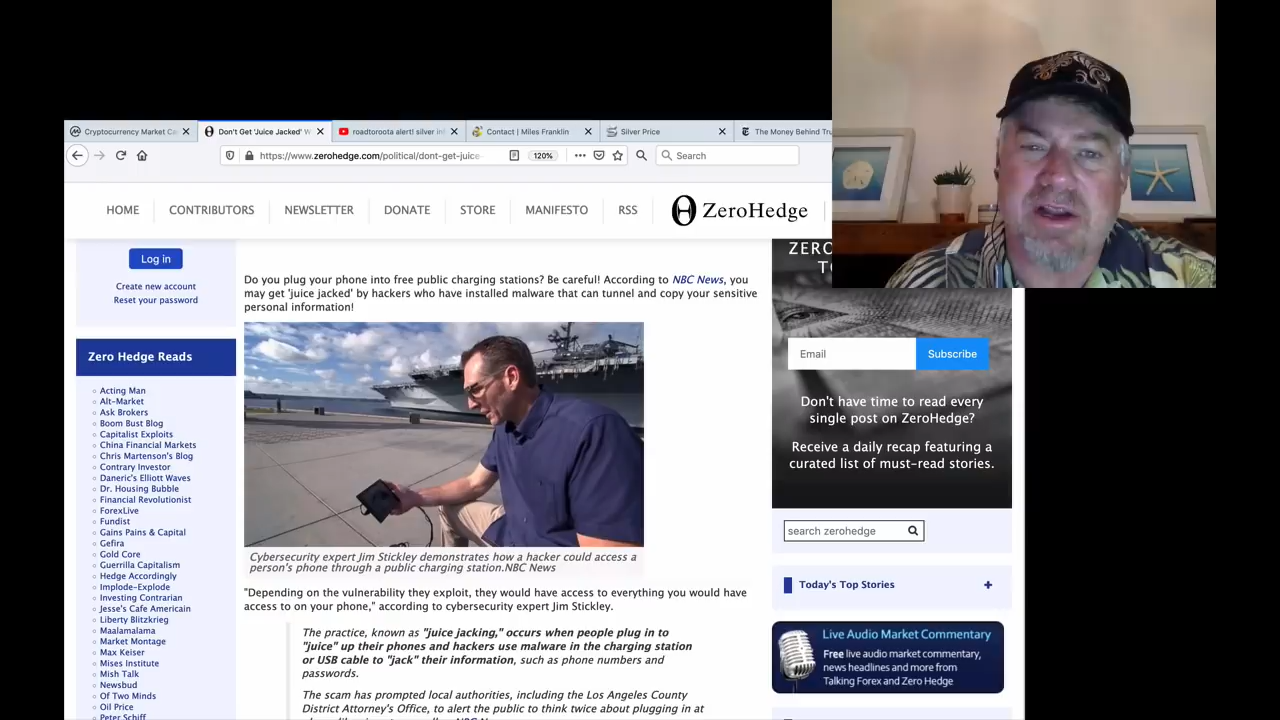 Cryptocurrency Market Ca
Don't Get 'Juice Jacked' W
roadtoroota alert! silver in
Contact | Miles Franklin
Silver Price
The Money Behind Tru
https://www.zerohedge.com/political/dont-get-juice-
120%
Search
HOME
CONTRIBUTORS
NEWSLETTER
DONATE
STORE
MANIFESTO
RSS
ZeroHedge
Log in
Create new account
Reset your password
Zero Hedge Reads
Acting Man
Alt-Market
Ask Brokers
Boom Bust Blog
Capitalist Exploits
China Financial Markets
Chris Martenson's Blog
Contrary Investor
Daneric's Elliott Waves
Dr. Housing Bubble
Financial Revolutionist
ForexLive
Fundist
Gains Pains & Capital
Gefira
Gold Core
Guerrilla Capitalism
Hedge Accordingly
Implode-Explode
Investing Contrarian
Jesse's Cafe Americain
Liberty Blitzkrieg
Maalamalama
Market Montage
Max Keiser
Mises Institute
Mish Talk
Newsbud
Of Two Minds
Oil Price
Peter Schiff
Do you plug your phone into free public charging stations? Be careful! According to NBC News, you
may get 'juice jacked' by hackers who have installed malware that can tunnel and copy your sensitive
personal information!
Cybersecurity expert Jim Stickley demonstrates how a hacker could access a
person's phone through a public charging station.NBC News
"Depending on the vulnerability they exploit, they would have access to everything you would have
access to on your phone," according to cybersecurity expert Jim Stickley.
The practice, known as "juice jacking," occurs when people plug in to
"juice" up their phones and hackers use malware in the charging station
or USB cable to "jack" their information, such as phone numbers and
passwords.
The scam has prompted local authorities, including the Los Angeles County
District Attorney's Office, to alert the public to think twice about plugging in at
ZERO
Email
Subscribe
Don't have time to read every
single post on ZeroHedge?
Receive a daily recap featuring a
curated list of must-read stories.
search zerohedge
Today's Top Stories
+
Live Audio Market Commentary
Free live audio market commentary,
news headlines and more from
Talking Forex and Zero Hedge